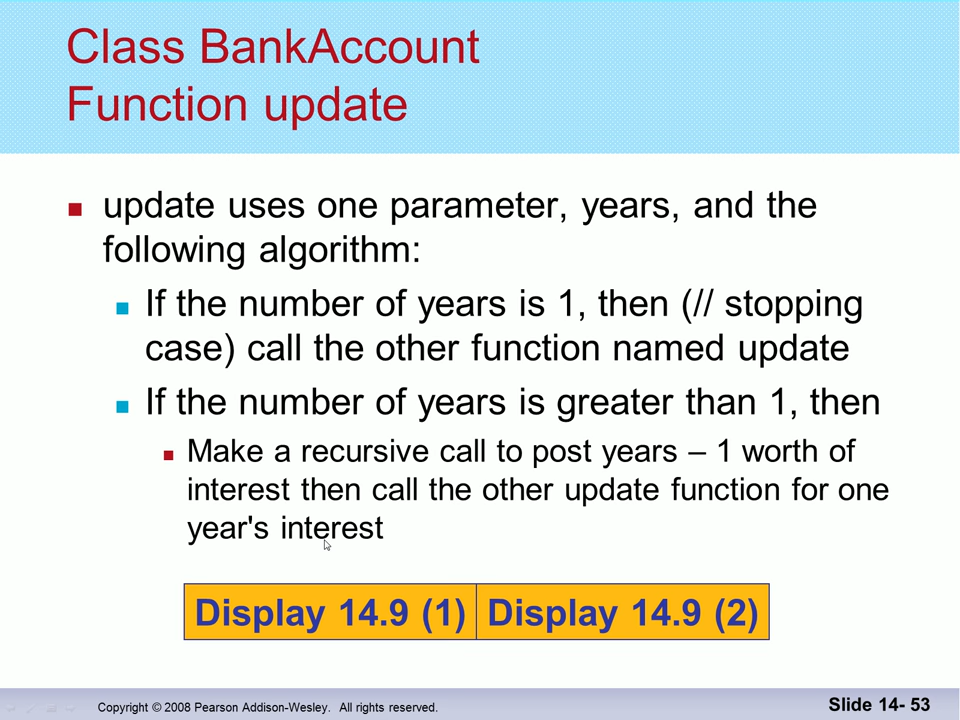 Class BankAccount
Function update
update uses one parameter, years, and the
following algorithm:
If the number of years is 1, then (// stopping
case) call the other function named update
If the number of years is greater than 1, then
Make a recursive call to post years – 1 worth of
interest then call the other update function for one
year's interest
Display 14.9 (1) Display 14.9 (2)
Copyright © 2008 Pearson Addison-Wesley. All rights reserved.
Slide 14- 53